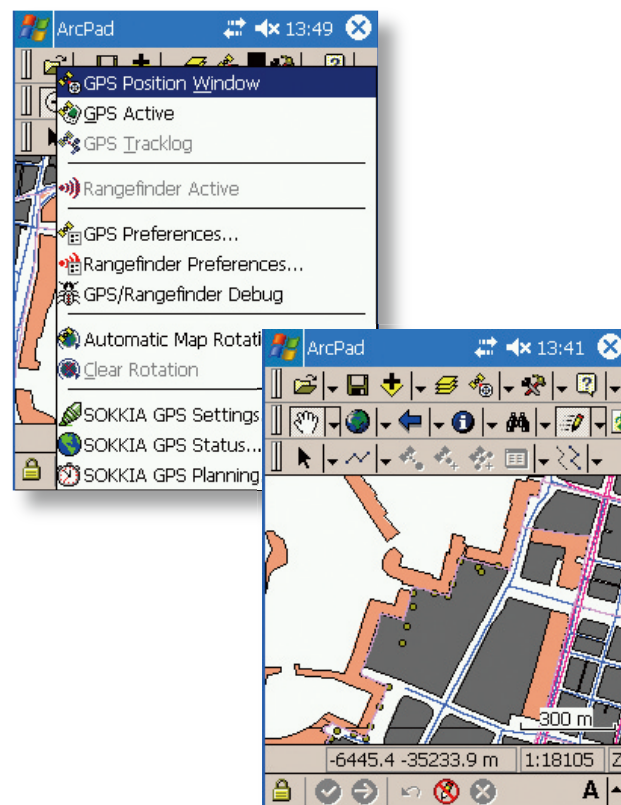 ArcPad 13:49
GPS Position Window
GPS Active
GPS Tracklog
Rangefinder Active
GPS Preferences...
Rangefinder Preferences...
GPS/Rangefinder Debug
Automatic Map Rotati
Clear Rotation
SOKKIA GPS Settings
SOKKIA GPS Status...
SOKKIA GPS Planning
ArcPad 13:41
300 m
-6445.4 -35233.9 m 1:18105 Z
A